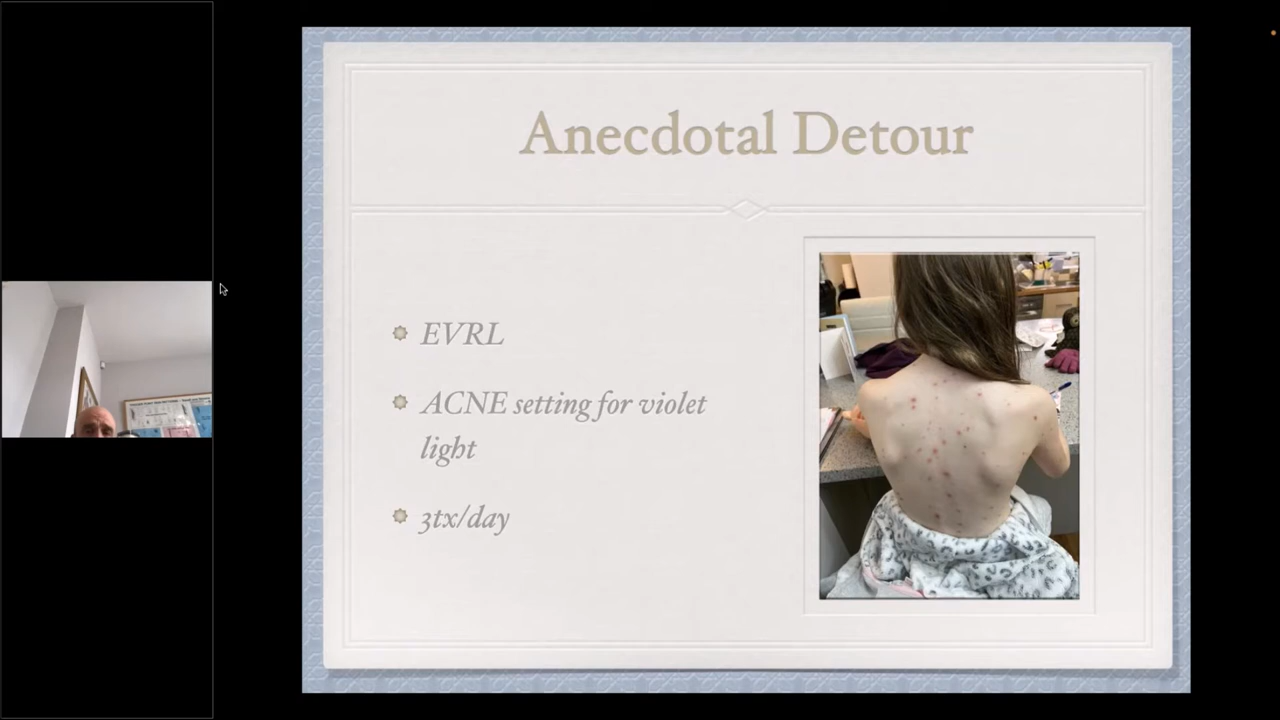 Anecdotal Detour
EVRL
ACNE setting for violet
light
3tx/day